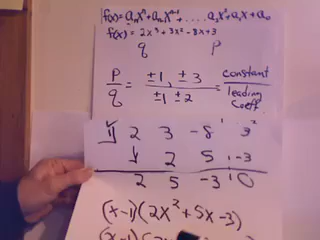 f(x)= aₙxⁿ+aₙ₋₁xⁿ⁻¹+ .... a₂x²+a₁x+a₀
f(x)= 2x³+3x²-8x+3
q p
p/q = ±1, ±3 / ±1, ±2 = constant / leading Coeff
1 2 3 -8 3
↓ 2 5 -3
2 5 -3 0
(x-1)(2x²+5x-3)